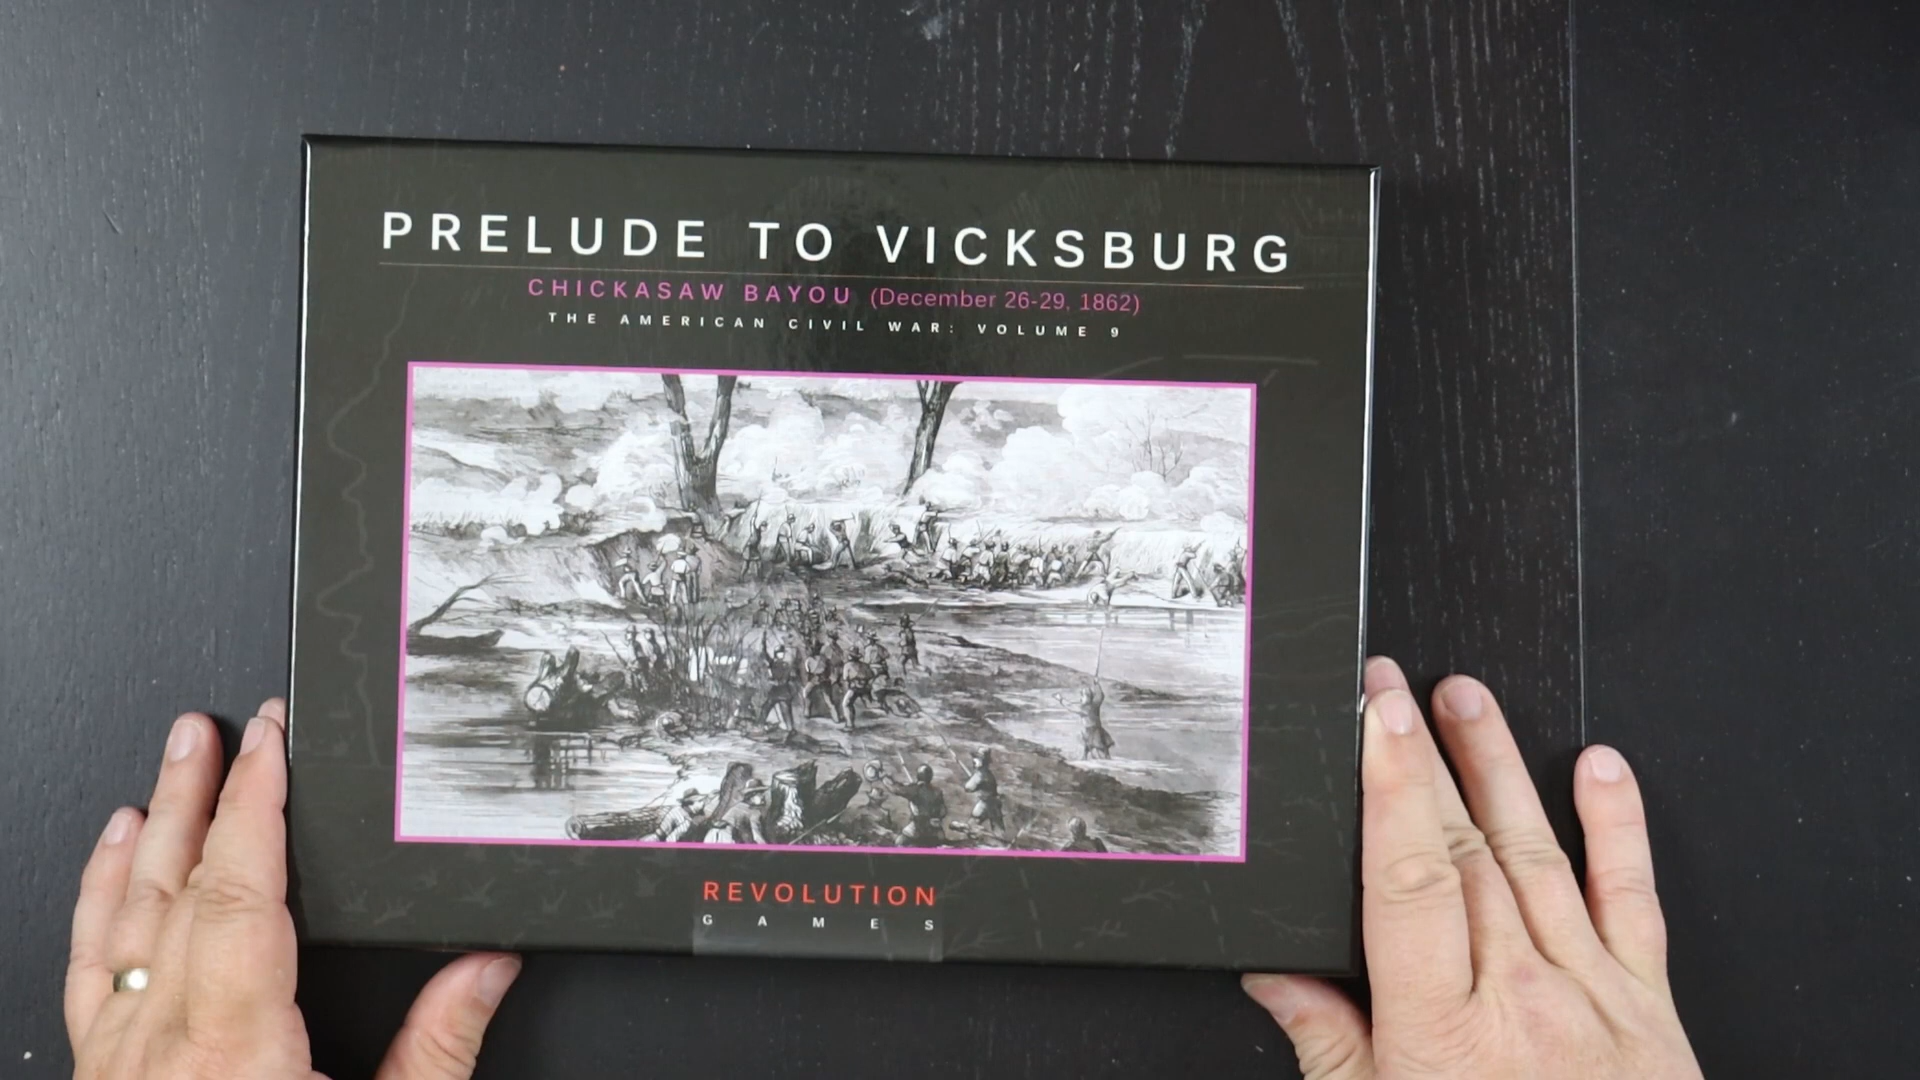 PRELUDE TO VICKSBURG
CHICKASAW BAYOU (December 26-29, 1862)
THE AMERICAN CIVIL WAR: VOLUME 9
REVOLUTION
GAMES